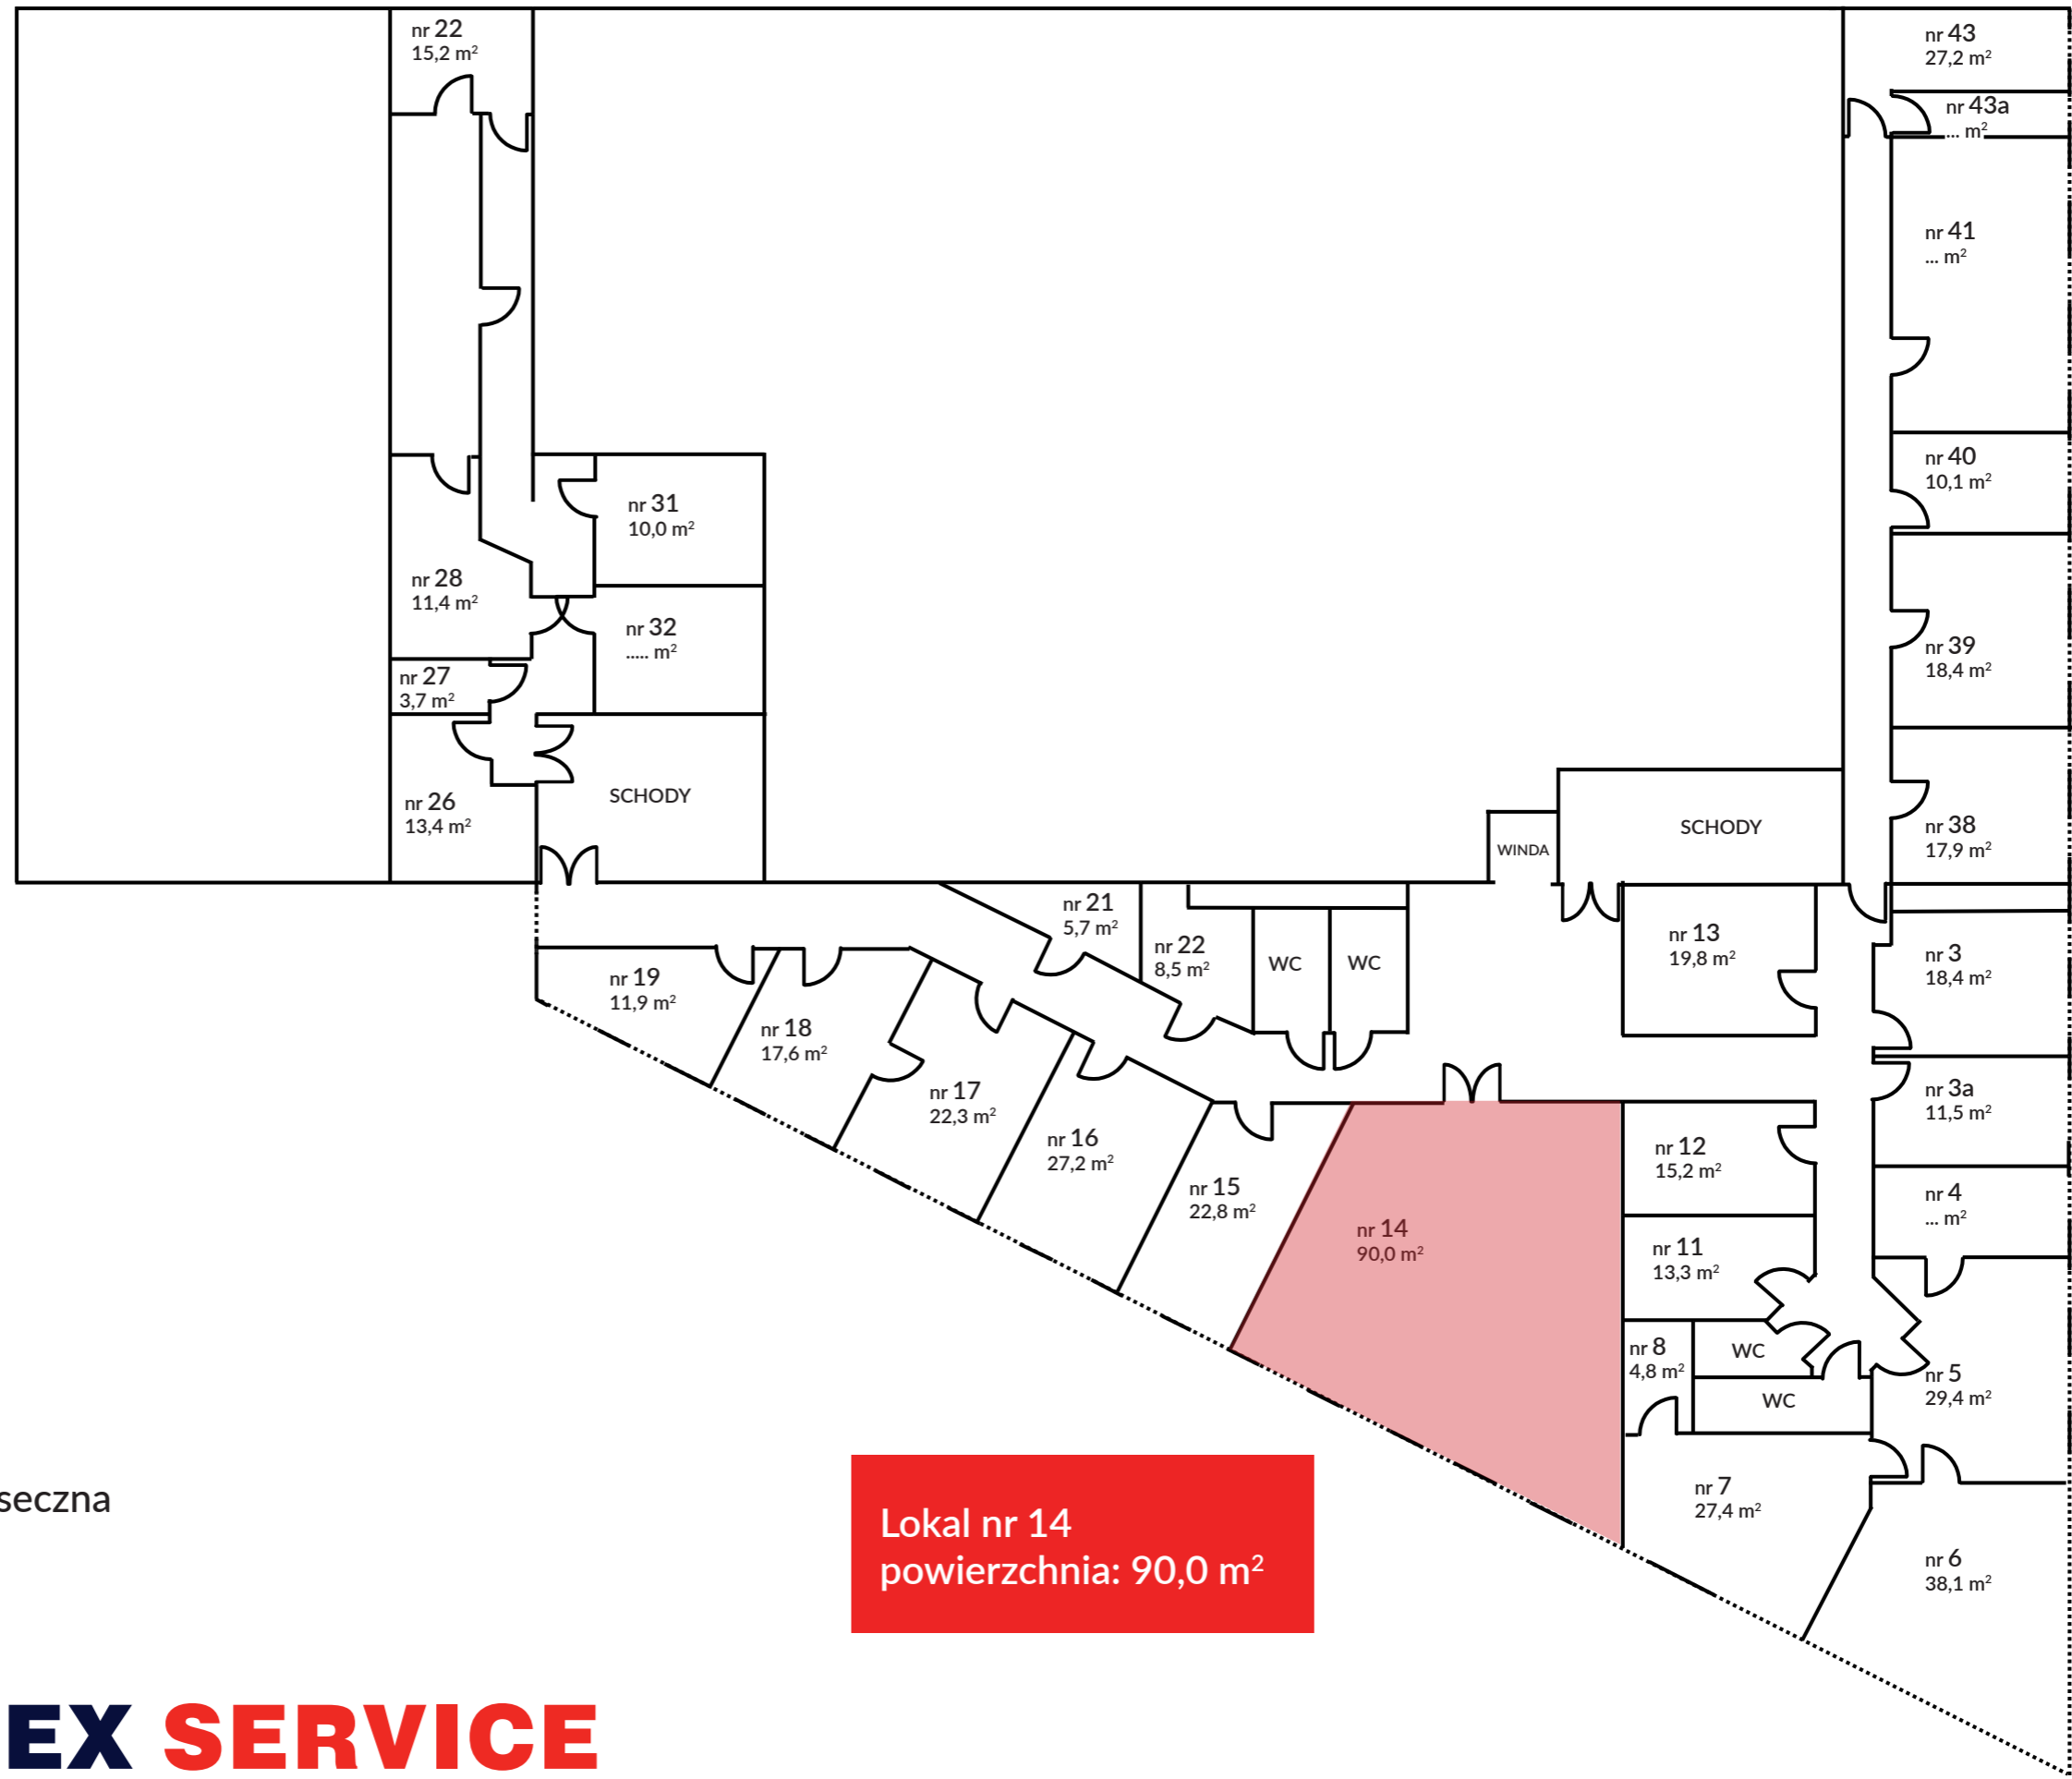 nr 22
15,2 m²
nr 43
27,2 m²
nr 43a
... m²
nr 41
... m²
nr 40
10,1 m²
nr 31
10,0 m²
nr 28
11,4 m²
nr 32
..... m²
nr 39
18,4 m²
nr 27
3,7 m²
nr 26
13,4 m²
SCHODY
WINDA
SCHODY
nr 38
17,9 m²
nr 21
5,7 m²
nr 22
8,5 m²
WC
WC
nr 13
19,8 m²
nr 3
18,4 m²
nr 19
11,9 m²
nr 18
17,6 m²
nr 17
22,3 m²
nr 16
27,2 m²
nr 15
22,8 m²
nr 14
90,0 m²
nr 12
15,2 m²
nr 3a
11,5 m²
nr 4
... m²
nr 11
13,3 m²
nr 8
4,8 m²
WC
WC
nr 5
29,4 m²
nr 7
27,4 m²
nr 6
38,1 m²
seczna
Lokal nr 14
powierzchnia: 90,0 m²
EX SERVICE